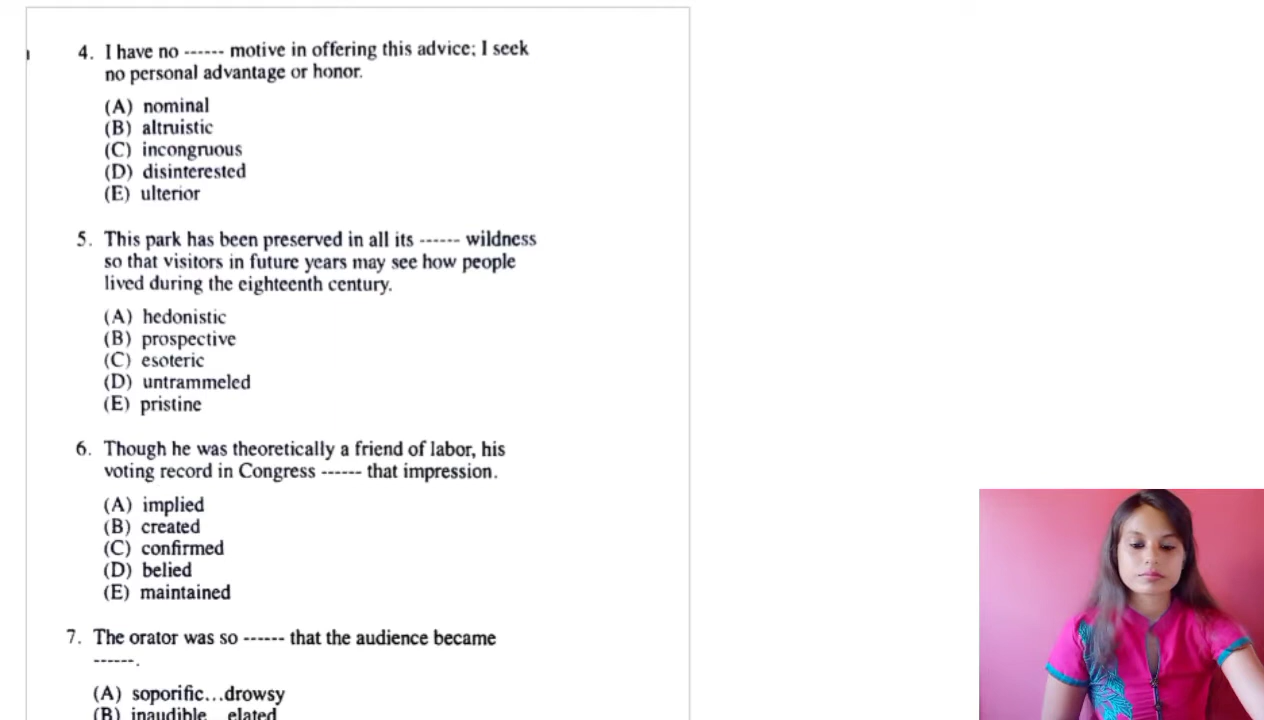 4. I have no ------ motive in offering this advice; I seek
no personal advantage or honor.
(A) nominal
(B) altruistic
(C) incongruous
(D) disinterested
(E) ulterior
5. This park has been preserved in all its ------ wildness
so that visitors in future years may see how people
lived during the eighteenth century.
(A) hedonistic
(B) prospective
(C) esoteric
(D) untrammeled
(E) pristine
6. Though he was theoretically a friend of labor, his
voting record in Congress ------ that impression.
(A) implied
(B) created
(C) confirmed
(D) belied
(E) maintained
7. The orator was so ------ that the audience became
------.
(A) soporific...drowsy
(B) inaudible...elated